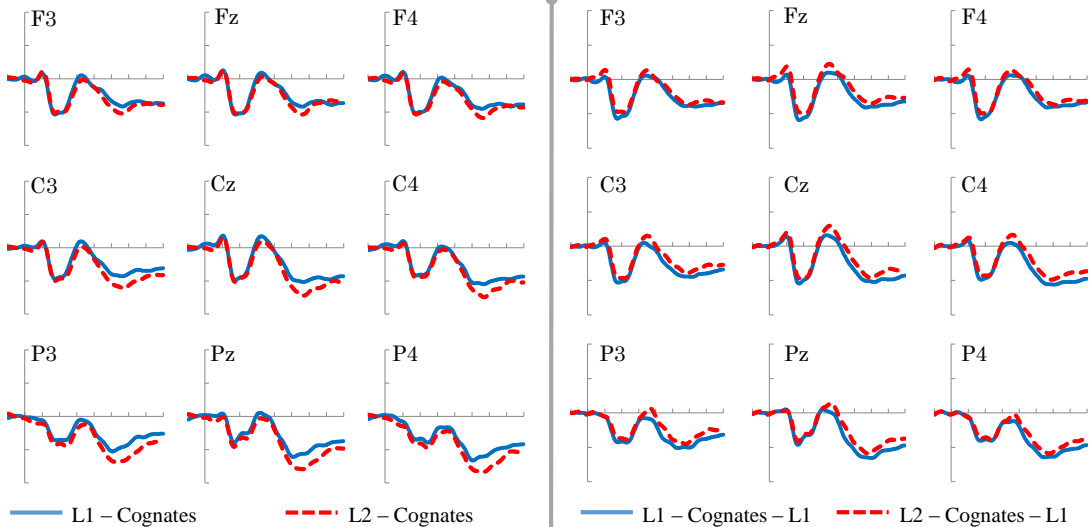 F3 Fz F4
C3 Cz C4
P3 Pz P4
L1 – Cognates L2 – Cognates
F3 Fz F4
C3 Cz C4
P3 Pz P4
L1 – Cognates – L1 L2 – Cognates – L1